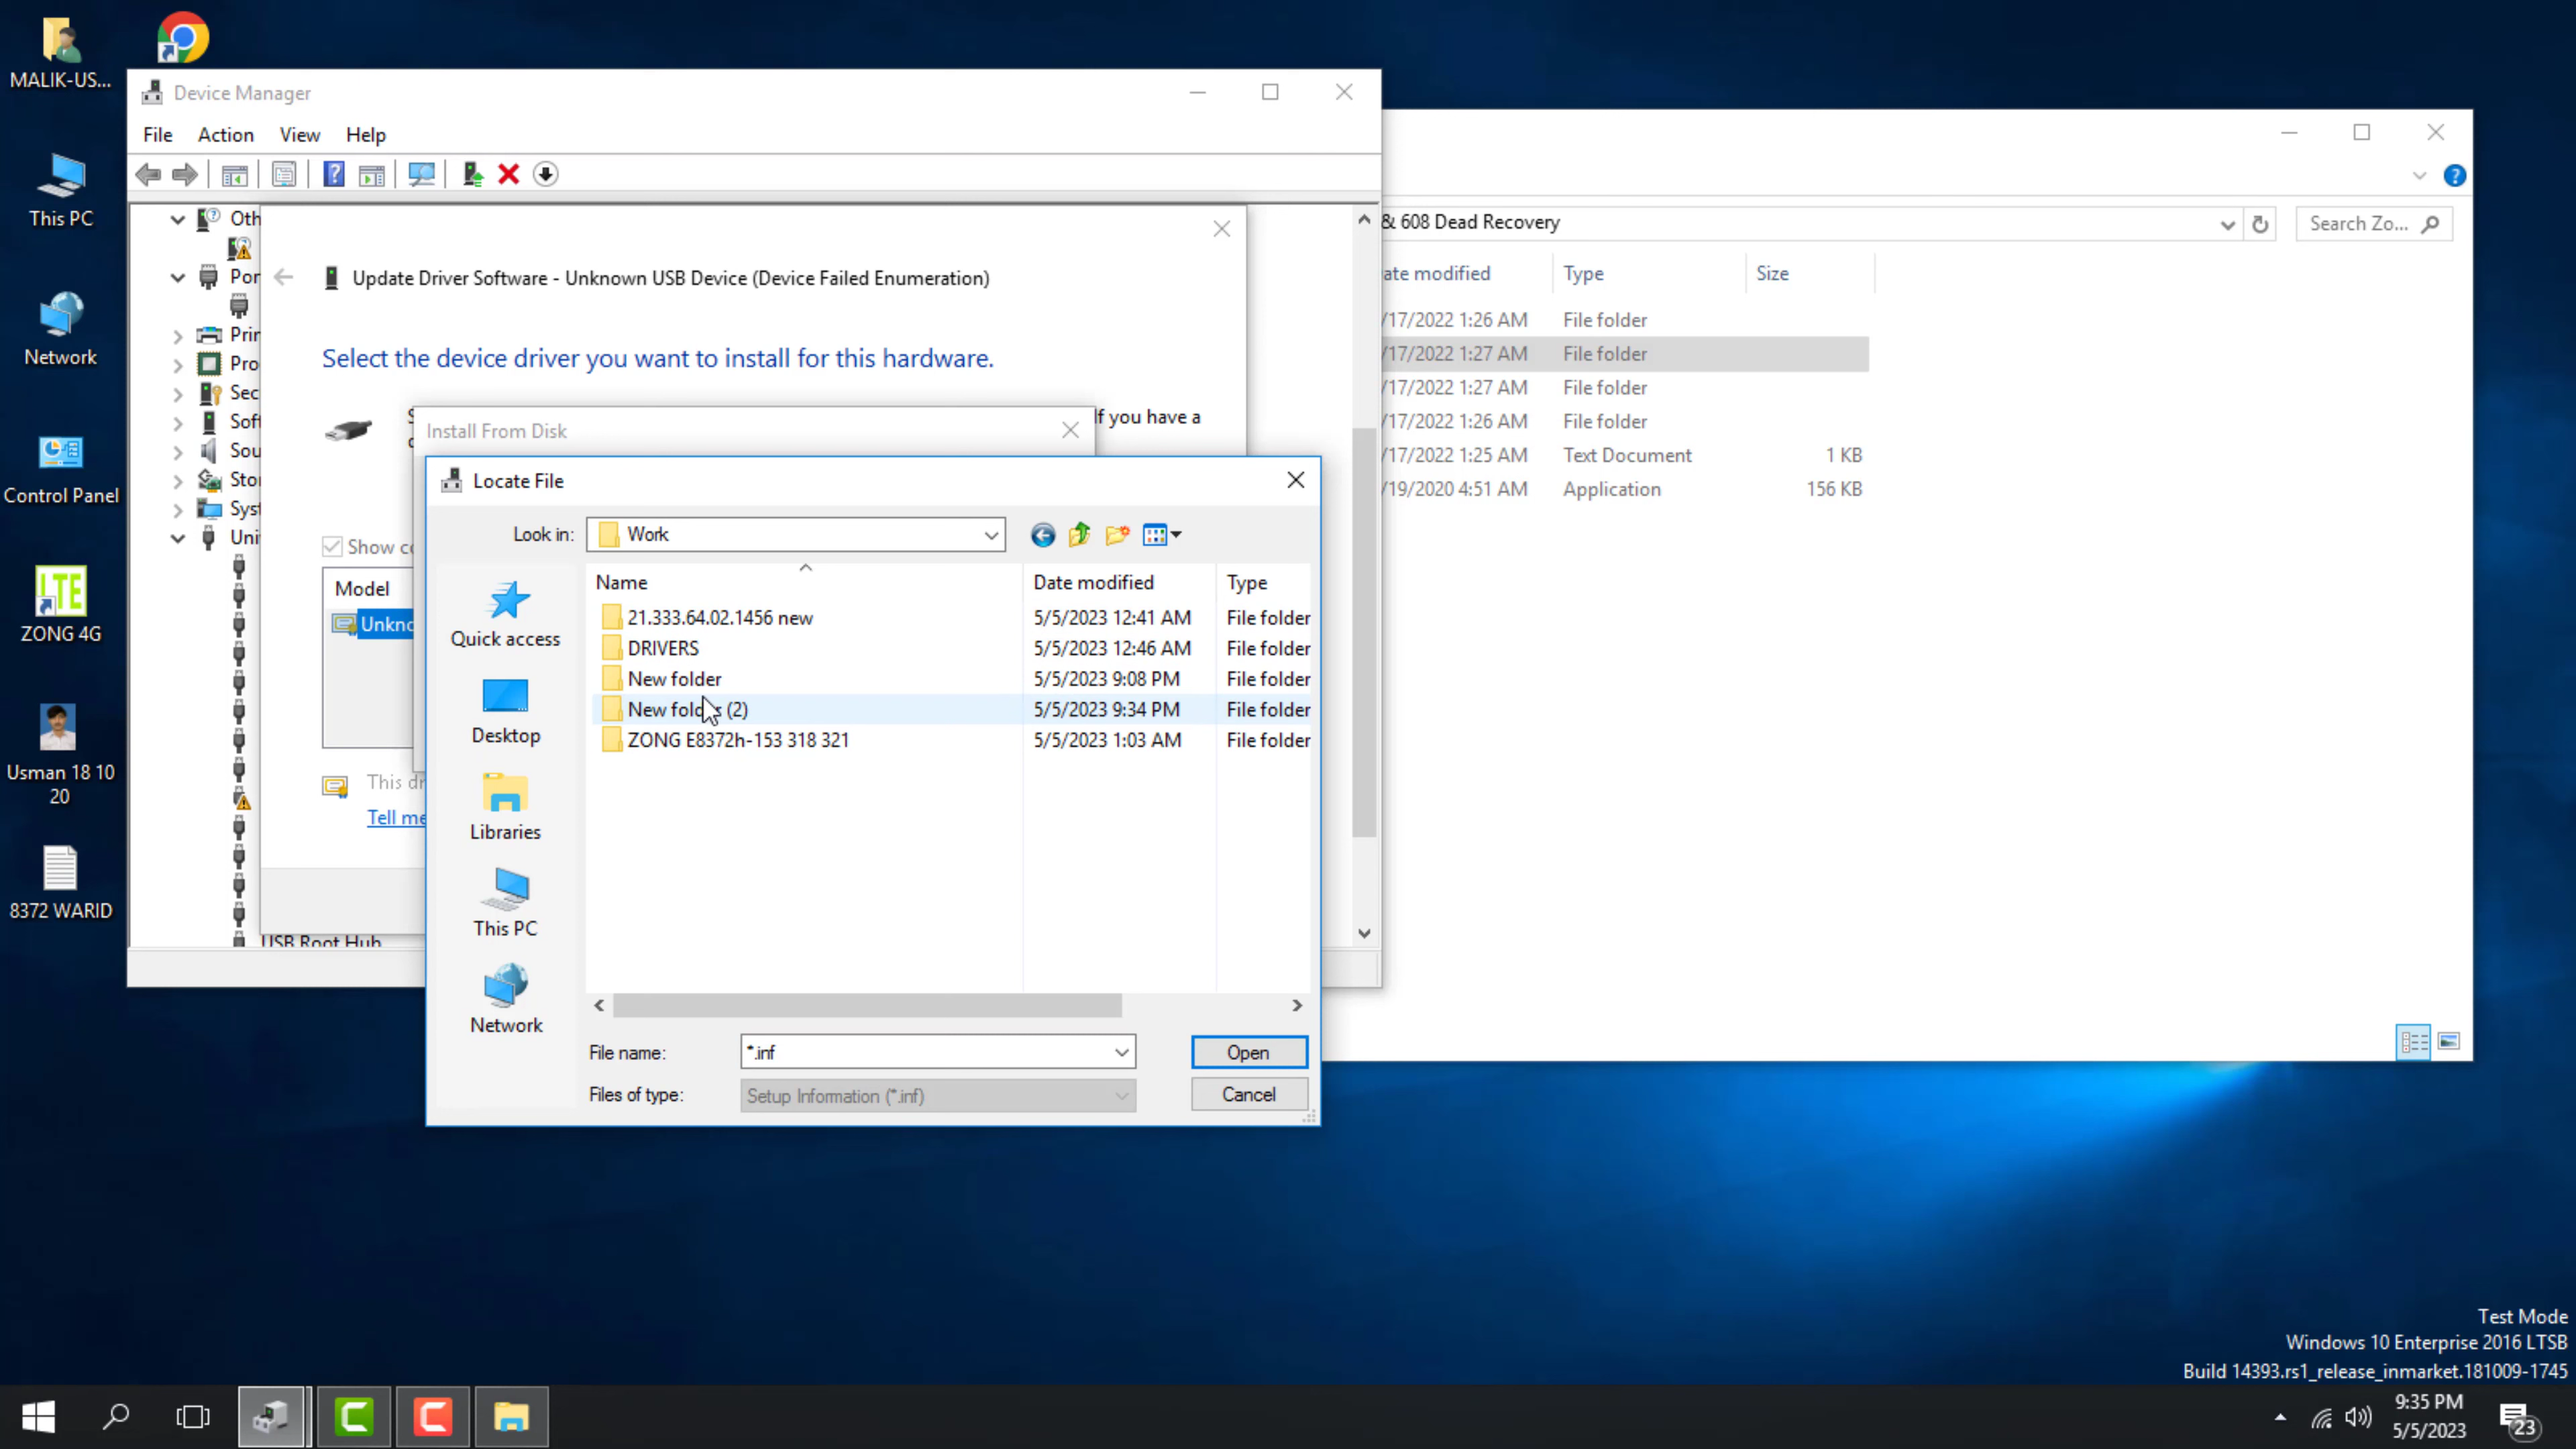 MALIK-US...
This PC
Network
Control Panel
ZONG 4G
Usman 18 10
20
8372 WARID
Device Manager
File Action View Help
Oth
Por
Prin
Pro
Sec
Soft
Sou
Sto
Syst
Uni
USB Root Hub
Update Driver Software - Unknown USB Device (Device Failed Enumeration)
Select the device driver you want to install for this hardware.
If you have a
Show co
Model
Unkno
This dr
Tell me
Install From Disk
Locate File
Look in: Work
Quick access
Desktop
Libraries
This PC
Network
Name Date modified Type
21.333.64.02.1456 new 5/5/2023 12:41 AM File folder
DRIVERS 5/5/2023 12:46 AM File folder
New folder 5/5/2023 9:08 PM File folder
New folder (2) 5/5/2023 9:34 PM File folder
ZONG E8372h-153 318 321 5/5/2023 1:03 AM File folder
File name: *.inf Open
Files of type: Setup Information (*.inf) Cancel
& 608 Dead Recovery Search Zo...
ate modified Type Size
/17/2022 1:26 AM File folder
/17/2022 1:27 AM File folder
/17/2022 1:27 AM File folder
/17/2022 1:26 AM File folder
/17/2022 1:25 AM Text Document 1 KB
/19/2020 4:51 AM Application 156 KB
Test Mode
Windows 10 Enterprise 2016 LTSB
Build 14393.rs1_release_inmarket.181009-1745
9:35 PM
5/5/2023
23